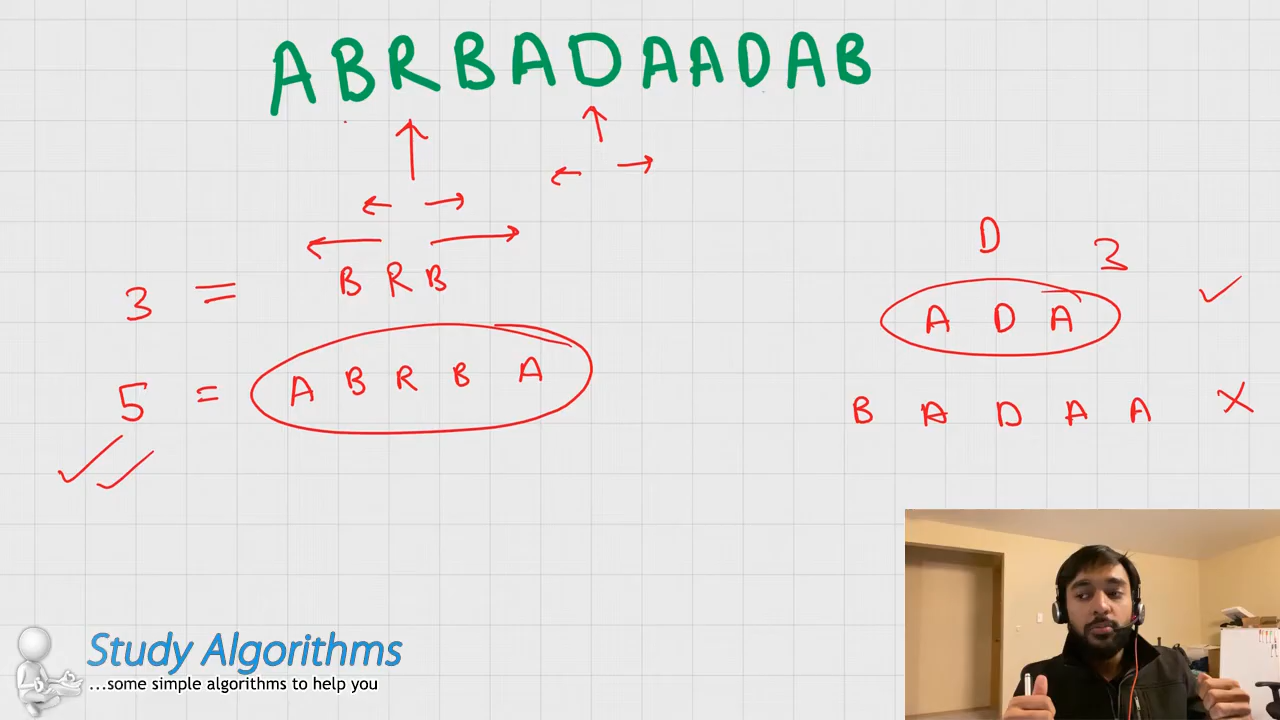 ABRBADAADAB
D
3
3 = BRB
ADA
5 = ABRBA
BADAA
Study Algorithms
...some simple algorithms to help you